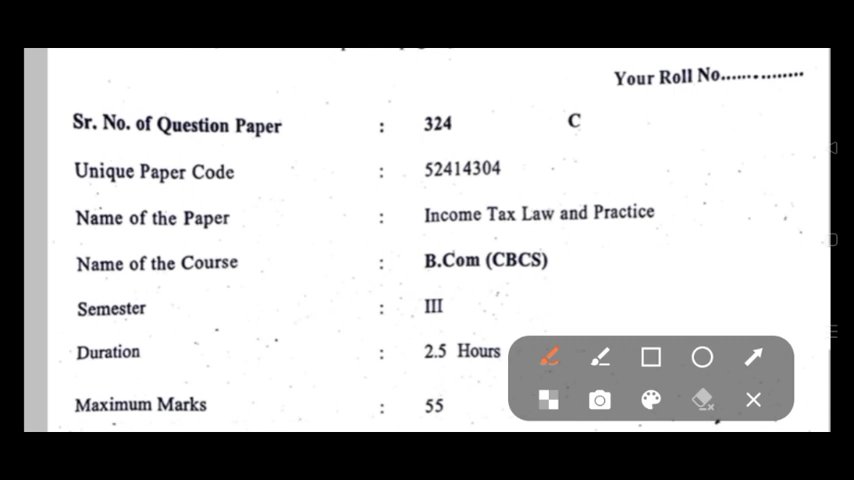 Your Roll No...............
Sr. No. of Question Paper : 324 C
Unique Paper Code : 52414304
Name of the Paper : Income Tax Law and Practice
Name of the Course : B.Com (CBCS)
Semester : III
Duration : 2.5 Hours
Maximum Marks : 55